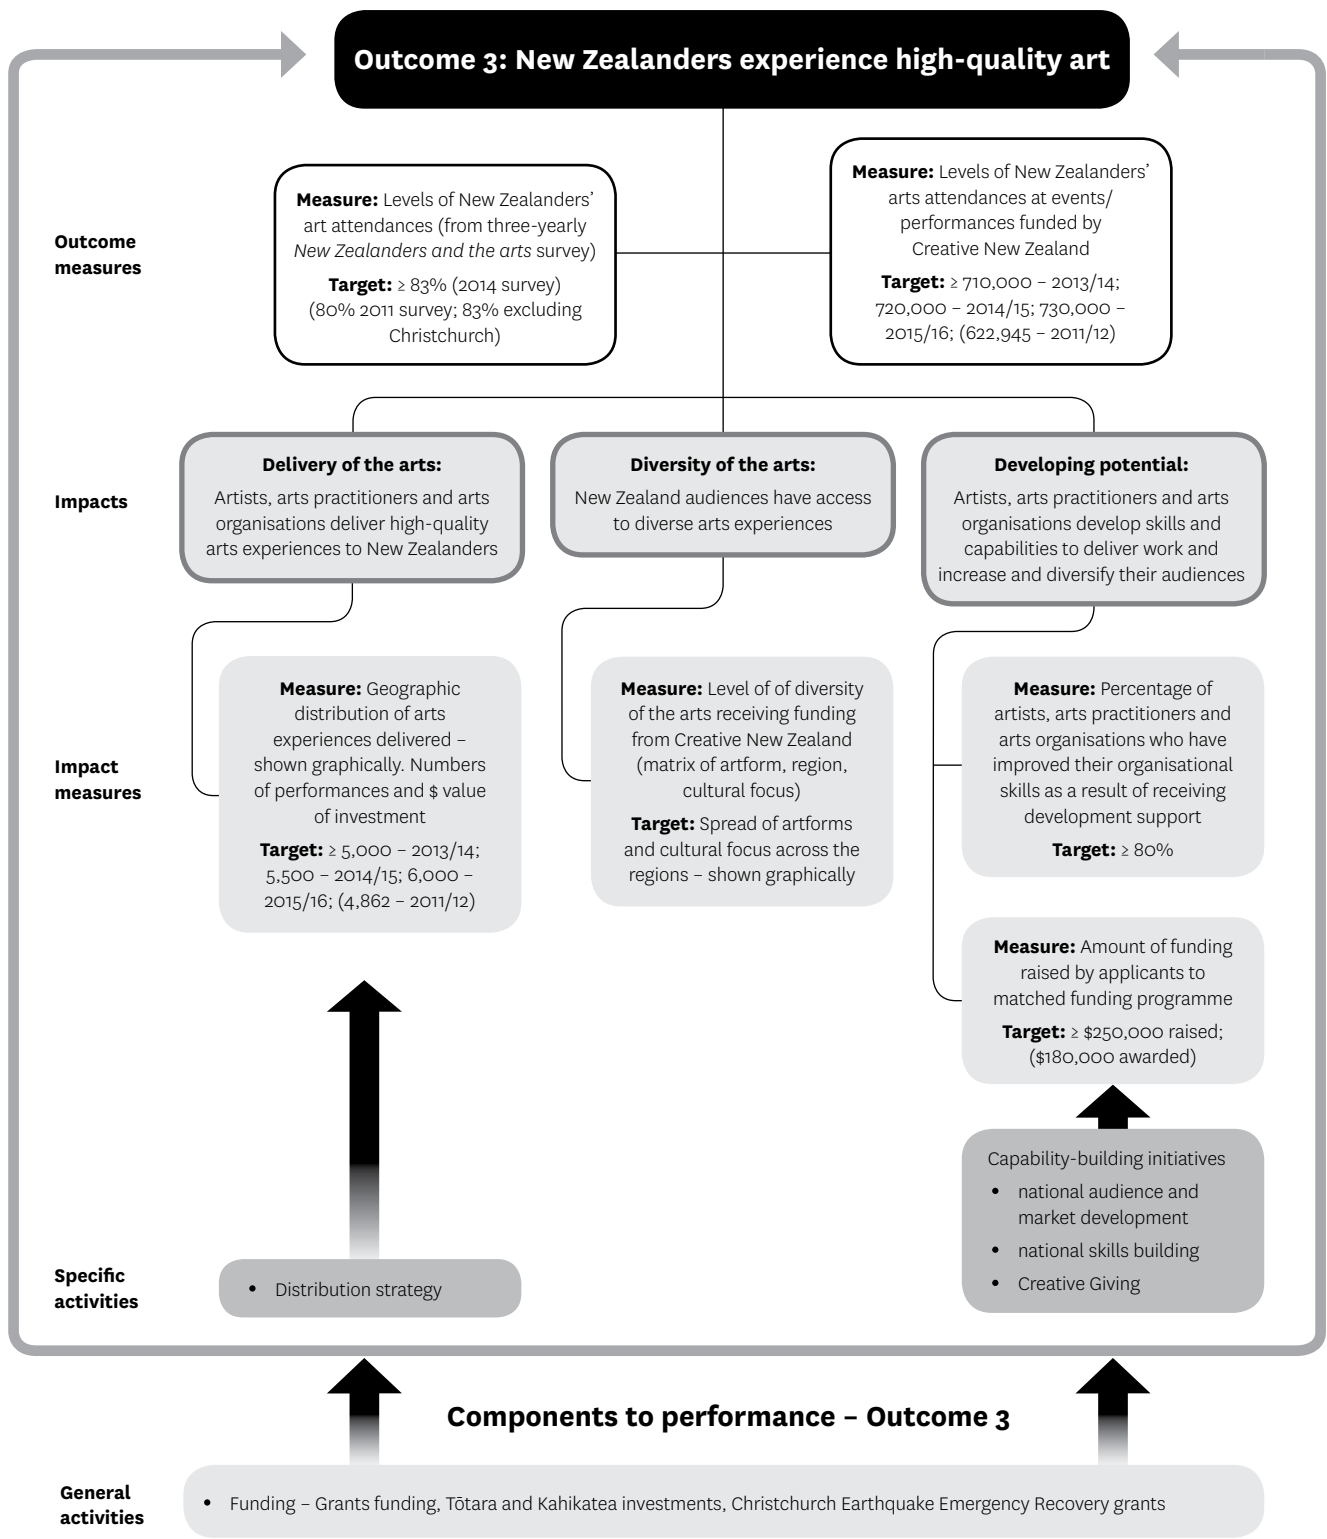 Outcome 3: New Zealanders experience high-quality art
Outcome
measures
Measure: Levels of New Zealanders’
art attendances (from three-yearly
New Zealanders and the arts survey)
Target: ≥ 83% (2014 survey)
(80% 2011 survey; 83% excluding
Christchurch)
Measure: Levels of New Zealanders’
arts attendances at events/
performances funded by
Creative New Zealand
Target: ≥ 710,000 – 2013/14;
720,000 – 2014/15; 730,000 –
2015/16; (622,945 – 2011/12)
Impacts
Delivery of the arts:
Artists, arts practitioners and arts
organisations deliver high-quality
arts experiences to New Zealanders
Diversity of the arts:
New Zealand audiences have access
to diverse arts experiences
Developing potential:
Artists, arts practitioners and arts
organisations develop skills and
capabilities to deliver work and
increase and diversify their audiences
Impact
measures
Measure: Geographic
distribution of arts
experiences delivered –
shown graphically. Numbers
of performances and $ value
of investment
Target: ≥ 5,000 – 2013/14;
5,500 – 2014/15; 6,000 –
2015/16; (4,862 – 2011/12)
Measure: Level of of diversity
of the arts receiving funding
from Creative New Zealand
(matrix of artform, region,
cultural focus)
Target: Spread of artforms
and cultural focus across the
regions – shown graphically
Measure: Percentage of
artists, arts practitioners and
arts organisations who have
improved their organisational
skills as a result of receiving
development support
Target: ≥ 80%
Measure: Amount of funding
raised by applicants to
matched funding programme
Target: ≥ $250,000 raised;
($180,000 awarded)
Specific
activities
• Distribution strategy
Capability-building initiatives
• national audience and
market development
• national skills building
• Creative Giving
Components to performance – Outcome 3
General
activities
• Funding – Grants funding, Tōtara and Kahikatea investments, Christchurch Earthquake Emergency Recovery grants